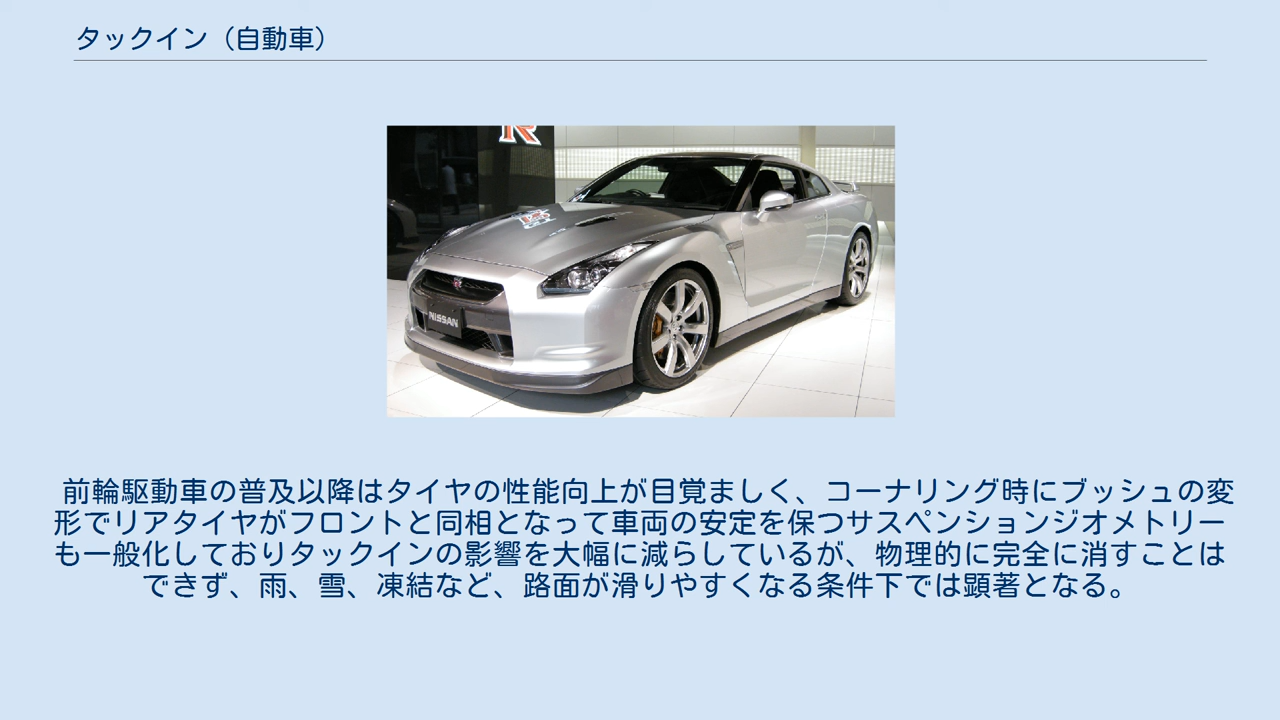 タックイン（自動車）
R
NISSAN
前輪駆動車の普及以降はタイヤの性能向上が目覚ましく、コーナリング時にブッシュの変
形でリアタイヤがフロントと同相となって車両の安定を保つサスペンションジオメトリー
も一般化しておりタックインの影響を大幅に減らしているが、物理的に完全に消すことは
できず、雨、雪、凍結など、路面が滑りやすくなる条件下では顕著となる。